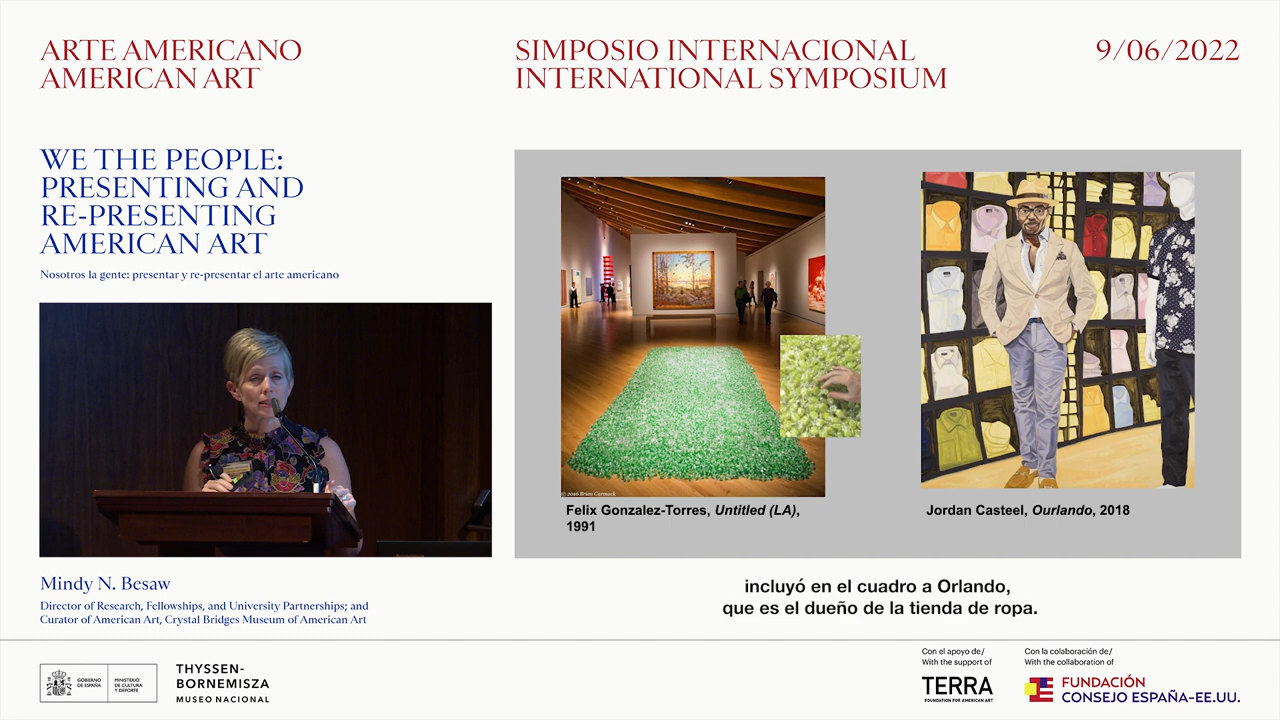 ARTE AMERICANO
AMERICAN ART
SIMPOSIO INTERNACIONAL
INTERNATIONAL SYMPOSIUM
9/06/2022
WE THE PEOPLE:
PRESENTING AND
RE-PRESENTING
AMERICAN ART
Nosotros la gente: presentar y re-presentar el arte americano
© 2016 Brian Cormack
Felix Gonzalez-Torres, Untitled (LA),
1991
Jordan Casteel, Ourlando, 2018
Mindy N. Besaw
Director of Research, Fellowships, and University Partnerships; and
Curator of American Art, Crystal Bridges Museum of American Art
incluyó en el cuadro a Orlando,
que es el dueño de la tienda de ropa.
GOBIERNO
DE ESPAÑA
MINISTERIO
DE CULTURA
Y DEPORTE
THYSSEN-
BORNEMISZA
MUSEO NACIONAL
Con el apoyo de/
With the support of
TERRA
FOUNDATION FOR AMERICAN ART
Con la colaboración de/
With the collaboration of
FUNDACIÓN
CONSEJO ESPAÑA-EE.UU.